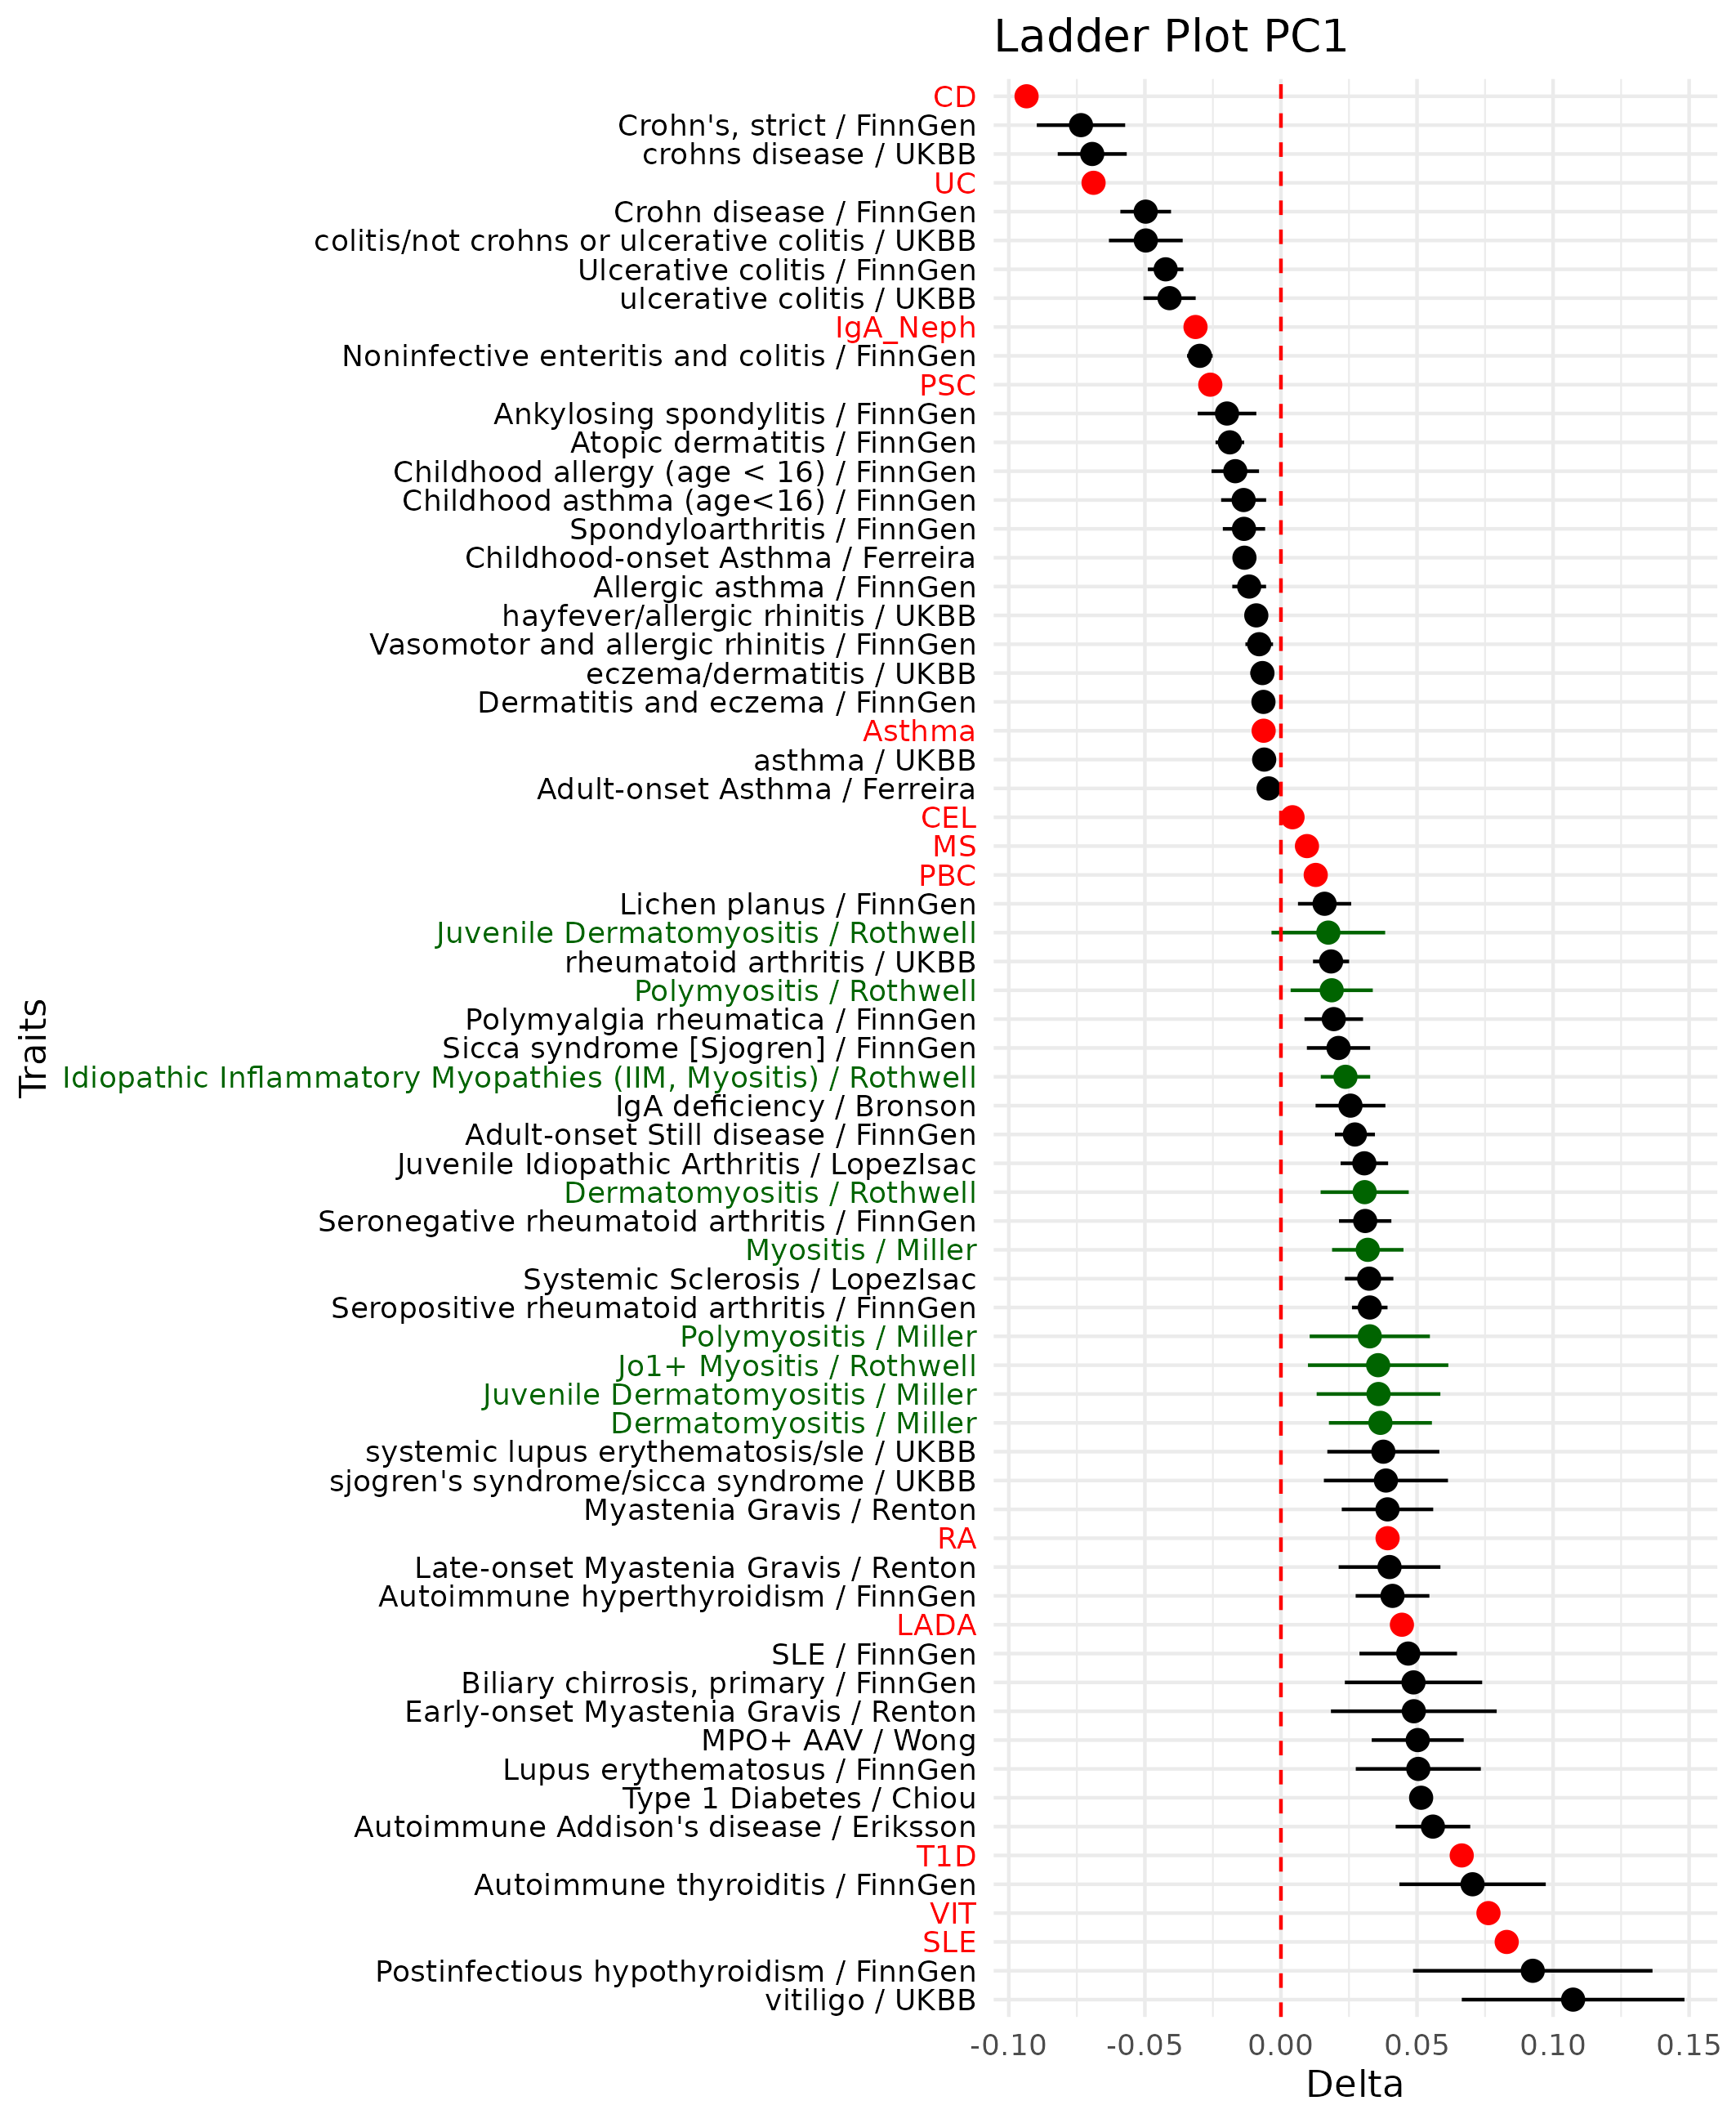 Ladder Plot PC1
CD
Crohn's, strict / FinnGen
crohns disease / UKBB
UC
Crohn disease / FinnGen
colitis/not crohns or ulcerative colitis / UKBB
Ulcerative colitis / FinnGen
ulcerative colitis / UKBB
IgA_Neph
Noninfective enteritis and colitis / FinnGen
PSC
Ankylosing spondylitis / FinnGen
Atopic dermatitis / FinnGen
Childhood allergy (age < 16) / FinnGen
Childhood asthma (age<16) / FinnGen
Spondyloarthritis / FinnGen
Childhood-onset Asthma / Ferreira
Allergic asthma / FinnGen
hayfever/allergic rhinitis / UKBB
Vasomotor and allergic rhinitis / FinnGen
eczema/dermatitis / UKBB
Dermatitis and eczema / FinnGen
Asthma
asthma / UKBB
Adult-onset Asthma / Ferreira
CEL
MS
PBC
Lichen planus / FinnGen
Juvenile Dermatomyositis / Rothwell
rheumatoid arthritis / UKBB
Polymyositis / Rothwell
Polymyalgia rheumatica / FinnGen
Sicca syndrome [Sjogren] / FinnGen
Idiopathic Inflammatory Myopathies (IIM, Myositis) / Rothwell
IgA deficiency / Bronson
Adult-onset Still disease / FinnGen
Juvenile Idiopathic Arthritis / LopezIsac
Dermatomyositis / Rothwell
Seronegative rheumatoid arthritis / FinnGen
Myositis / Miller
Systemic Sclerosis / LopezIsac
Seropositive rheumatoid arthritis / FinnGen
Polymyositis / Miller
Jo1+ Myositis / Rothwell
Juvenile Dermatomyositis / Miller
Dermatomyositis / Miller
systemic lupus erythematosis/sle / UKBB
sjogren's syndrome/sicca syndrome / UKBB
Myastenia Gravis / Renton
RA
Late-onset Myastenia Gravis / Renton
Autoimmune hyperthyroidism / FinnGen
LADA
SLE / FinnGen
Biliary chirrosis, primary / FinnGen
Early-onset Myastenia Gravis / Renton
MPO+ AAV / Wong
Lupus erythematosus / FinnGen
Type 1 Diabetes / Chiou
Autoimmune Addison's disease / Eriksson
T1D
Autoimmune thyroiditis / FinnGen
VIT
SLE
Postinfectious hypothyroidism / FinnGen
vitiligo / UKBB
Traits
-0.10 -0.05 0.00 0.05 0.10 0.15
Delta